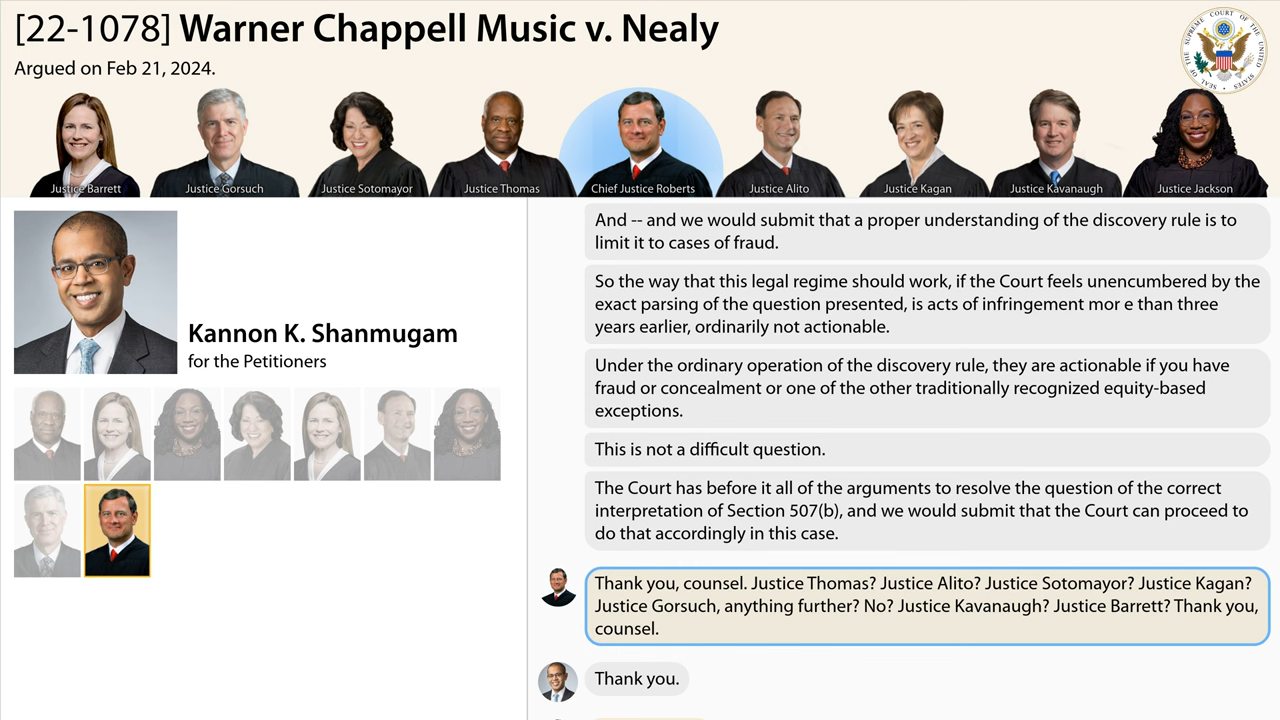 [22-1078] Warner Chappell Music v. Nealy
Argued on Feb 21, 2024.
SUPREME COURT OF THE UNITED STATES
SEAL OF THE
Justice Barrett
Justice Gorsuch
Justice Sotomayor
Justice Thomas
Chief Justice Roberts
Justice Alito
Justice Kagan
Justice Kavanaugh
Justice Jackson
Kannon K. Shanmugam
for the Petitioners
And -- and we would submit that a proper understanding of the discovery rule is to
limit it to cases of fraud.
So the way that this legal regime should work, if the Court feels unencumbered by the
exact parsing of the question presented, is acts of infringement mor e than three
years earlier, ordinarily not actionable.
Under the ordinary operation of the discovery rule, they are actionable if you have
fraud or concealment or one of the other traditionally recognized equity-based
exceptions.
This is not a difficult question.
The Court has before it all of the arguments to resolve the question of the correct
interpretation of Section 507(b), and we would submit that the Court can proceed to
do that accordingly in this case.
Thank you, counsel. Justice Thomas? Justice Alito? Justice Sotomayor? Justice Kagan?
Justice Gorsuch, anything further? No? Justice Kavanaugh? Justice Barrett? Thank you,
counsel.
Thank you.